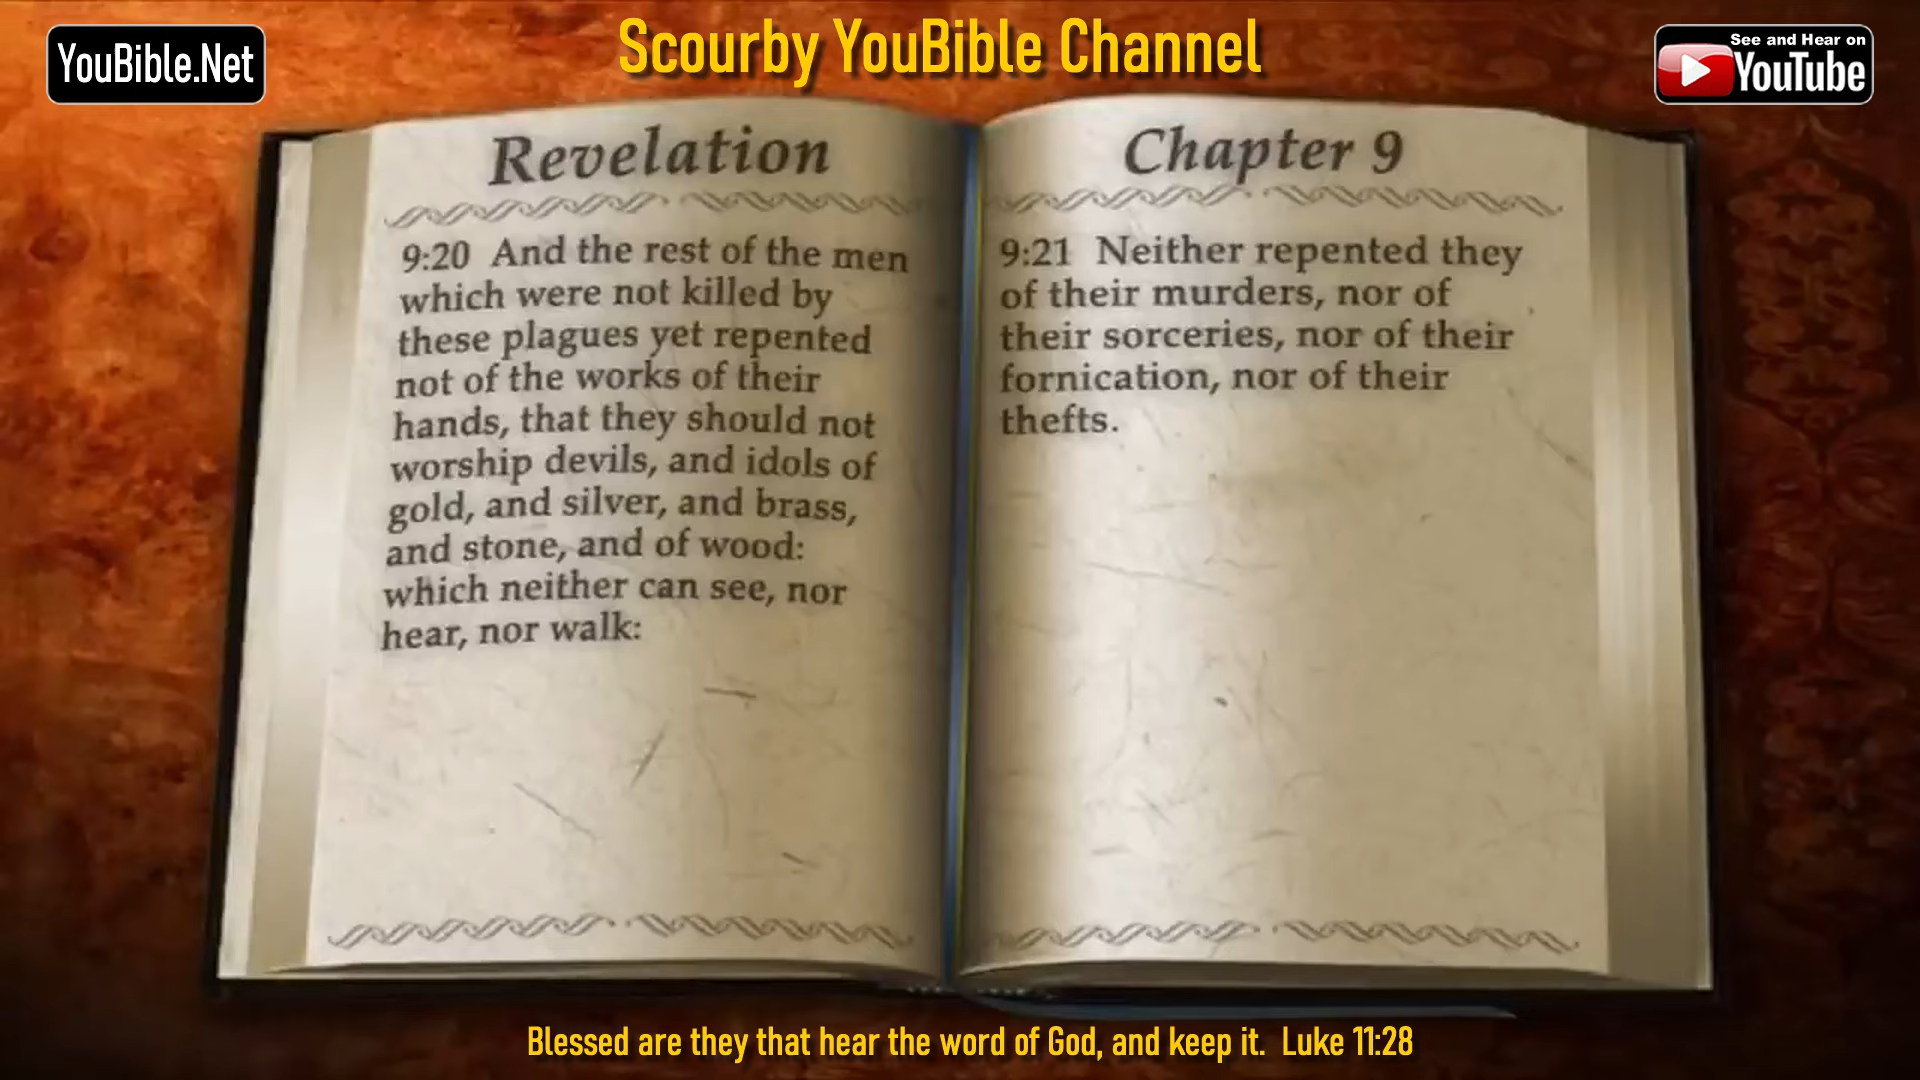 YouBible.Net
Scourby YouBible Channel
See and Hear on
YouTube
Revelation
9:20 And the rest of the men
which were not killed by
these plagues yet repented
not of the works of their
hands, that they should not
worship devils, and idols of
gold, and silver, and brass,
and stone, and of wood:
which neither can see, nor
hear, nor walk:
Chapter 9
9:21 Neither repented they
of their murders, nor of
their sorceries, nor of their
fornication, nor of their
thefts.
Blessed are they that hear the word of God, and keep it. Luke 11:28